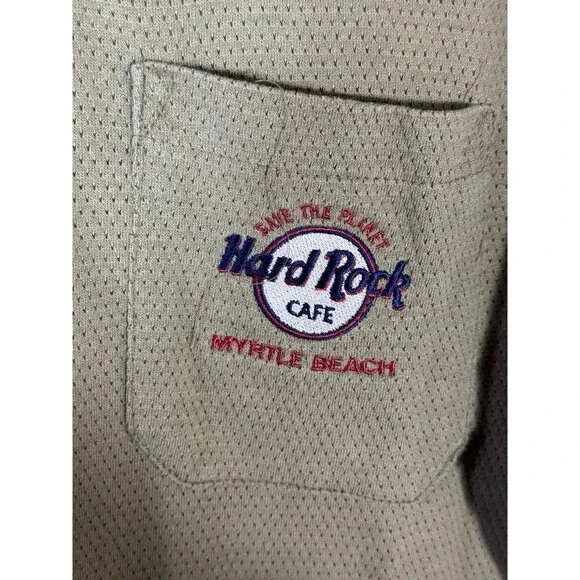 SAVE THE PLANET
Hard Rock
CAFE
MYRTLE BEACH